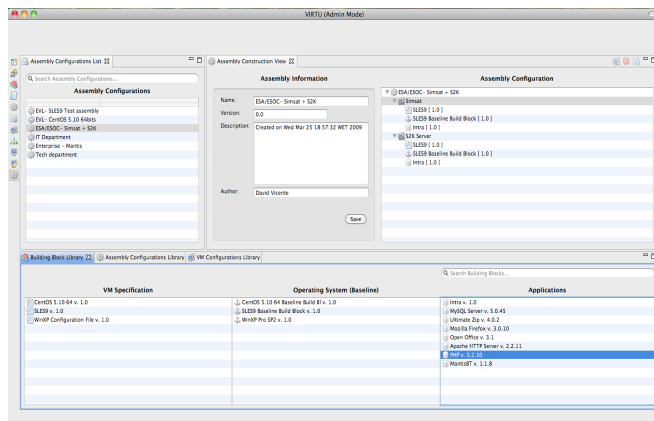 VIRTU (Admin Mode)
Assembly Configurations List
Search Assembly Configurations...
Assembly Configurations
EVL- SLES9 Test assembly
EVL- CentOS 5.10 64bits
ESA/ESOC- Simsat + S2K
IT Department
Enterprise - Mantis
Tech department
Assembly Construction View
Assembly Information
Name: ESA/ESOC- Simsat + S2K
Version: 0.0
Description: Created on Wed Mar 25 18:57:32 WET 2009
Author: David Vicente
Save
Assembly Configuration
ESA/ESOC- Simsat + S2K
Simsat
SLES9 [ 1.0 ]
SLES9 Baseline Build Block [ 1.0 ]
Intra [ 1.0 ]
S2K Server
SLES9 [ 1.0 ]
SLES9 Baseline Build Block [ 1.0 ]
Intra [ 1.0 ]
Building Block Library
Assembly Configurations Library
VM Configurations Library
Search Building Blocks...
VM Specification
CentOS 5.10 64 v. 1.0
SLES9 v. 1.0
WinXP Configuration File v. 1.0
Operating System (Baseline)
CentOS 5.10 64 Baseline Build Bl v. 1.0
SLES9 Baseline Build Block v. 1.0
WinXP Pro SP2 v. 1.0
Applications
Intra v. 1.0
MySQL Server v. 5.0.45
Ultimate Zip v. 4.0.2
Mozilla Firefox v. 3.0.10
Open Office v. 3.1
Apache HTTP Server v. 2.2.11
PHP v. 5.2.10
MantisBT v. 1.1.8